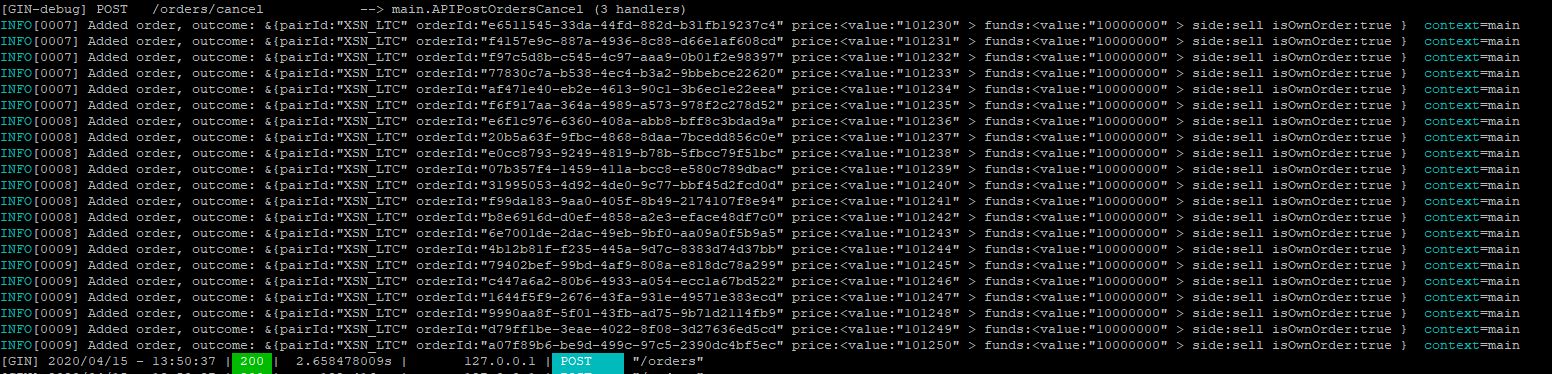 [GIN-debug] POST   /orders/cancel            --> main.APIPostOrdersCancel (3 handlers)
INFO[0007] Added order, outcome: &{pairId:"XSN_LTC" orderId:"e6511545-33da-44fd-882d-b31fb19237c4" price:<value:"101230" > funds:<value:"10000000" > side:sell isOwnOrder:true }  context=main
INFO[0007] Added order, outcome: &{pairId:"XSN_LTC" orderId:"f4157e9c-887a-4936-8c88-d66e1af608cd" price:<value:"101231" > funds:<value:"10000000" > side:sell isOwnOrder:true }  context=main
INFO[0007] Added order, outcome: &{pairId:"XSN_LTC" orderId:"f97c5d8b-c545-4c97-aaa9-0b01f2e98397" price:<value:"101232" > funds:<value:"10000000" > side:sell isOwnOrder:true }  context=main
INFO[0007] Added order, outcome: &{pairId:"XSN_LTC" orderId:"77830c7a-b538-4ec4-b3a2-9bbebce22620" price:<value:"101233" > funds:<value:"10000000" > side:sell isOwnOrder:true }  context=main
INFO[0007] Added order, outcome: &{pairId:"XSN_LTC" orderId:"af471e40-eb2e-4613-90c1-3b6ec1e22eea" price:<value:"101234" > funds:<value:"10000000" > side:sell isOwnOrder:true }  context=main
INFO[0007] Added order, outcome: &{pairId:"XSN_LTC" orderId:"f6f917aa-364a-4989-a573-978f2c278d52" price:<value:"101235" > funds:<value:"10000000" > side:sell isOwnOrder:true }  context=main
INFO[0008] Added order, outcome: &{pairId:"XSN_LTC" orderId:"e6f1c976-6360-408a-abb8-bff8c3bdad9a" price:<value:"101236" > funds:<value:"10000000" > side:sell isOwnOrder:true }  context=main
INFO[0008] Added order, outcome: &{pairId:"XSN_LTC" orderId:"20b5a63f-9fbc-4868-8daa-7bcedd856c0e" price:<value:"101237" > funds:<value:"10000000" > side:sell isOwnOrder:true }  context=main
INFO[0008] Added order, outcome: &{pairId:"XSN_LTC" orderId:"e0cc8793-9249-4819-b78b-5fbcc79f51bc" price:<value:"101238" > funds:<value:"10000000" > side:sell isOwnOrder:true }  context=main
INFO[0008] Added order, outcome: &{pairId:"XSN_LTC" orderId:"07b357f4-1459-411a-bcc8-e580c789dbac" price:<value:"101239" > funds:<value:"10000000" > side:sell isOwnOrder:true }  context=main
INFO[0008] Added order, outcome: &{pairId:"XSN_LTC" orderId:"31995053-4d92-4de0-9c77-bbf45d2fcd0d" price:<value:"101240" > funds:<value:"10000000" > side:sell isOwnOrder:true }  context=main
INFO[0008] Added order, outcome: &{pairId:"XSN_LTC" orderId:"f99da183-9aa0-405f-8b49-2174107f8e94" price:<value:"101241" > funds:<value:"10000000" > side:sell isOwnOrder:true }  context=main
INFO[0008] Added order, outcome: &{pairId:"XSN_LTC" orderId:"b8e6916d-d0ef-4858-a2e3-eface48df7c0" price:<value:"101242" > funds:<value:"10000000" > side:sell isOwnOrder:true }  context=main
INFO[0008] Added order, outcome: &{pairId:"XSN_LTC" orderId:"6e7001de-2dac-49eb-9bf0-aa09a0f5b9a5" price:<value:"101243" > funds:<value:"10000000" > side:sell isOwnOrder:true }  context=main
INFO[0009] Added order, outcome: &{pairId:"XSN_LTC" orderId:"4b12b81f-f235-445a-9d7c-8383d74d37bb" price:<value:"101244" > funds:<value:"10000000" > side:sell isOwnOrder:true }  context=main
INFO[0009] Added order, outcome: &{pairId:"XSN_LTC" orderId:"79402bef-99bd-4af9-808a-e818dc78a299" price:<value:"101245" > funds:<value:"10000000" > side:sell isOwnOrder:true }  context=main
INFO[0009] Added order, outcome: &{pairId:"XSN_LTC" orderId:"c447a6a2-80b6-4933-a054-ecc1a67bd522" price:<value:"101246" > funds:<value:"10000000" > side:sell isOwnOrder:true }  context=main
INFO[0009] Added order, outcome: &{pairId:"XSN_LTC" orderId:"1644f5f9-2676-43fa-931e-49571e383ecd" price:<value:"101247" > funds:<value:"10000000" > side:sell isOwnOrder:true }  context=main
INFO[0009] Added order, outcome: &{pairId:"XSN_LTC" orderId:"9990aa8f-5f01-43fb-ad75-9b71d2114fb9" price:<value:"101248" > funds:<value:"10000000" > side:sell isOwnOrder:true }  context=main
INFO[0009] Added order, outcome: &{pairId:"XSN_LTC" orderId:"d79ff1be-3eae-4022-8f08-3d27636ed5cd" price:<value:"101249" > funds:<value:"10000000" > side:sell isOwnOrder:true }  context=main
INFO[0009] Added order, outcome: &{pairId:"XSN_LTC" orderId:"a07f89b6-be9d-499c-97c5-2390dc4bf5ec" price:<value:"101250" > funds:<value:"10000000" > side:sell isOwnOrder:true }  context=main
[GIN] 2020/04/15 - 13:50:37 | 200 |  2.658478009s |       127.0.0.1 | POST     "/orders"